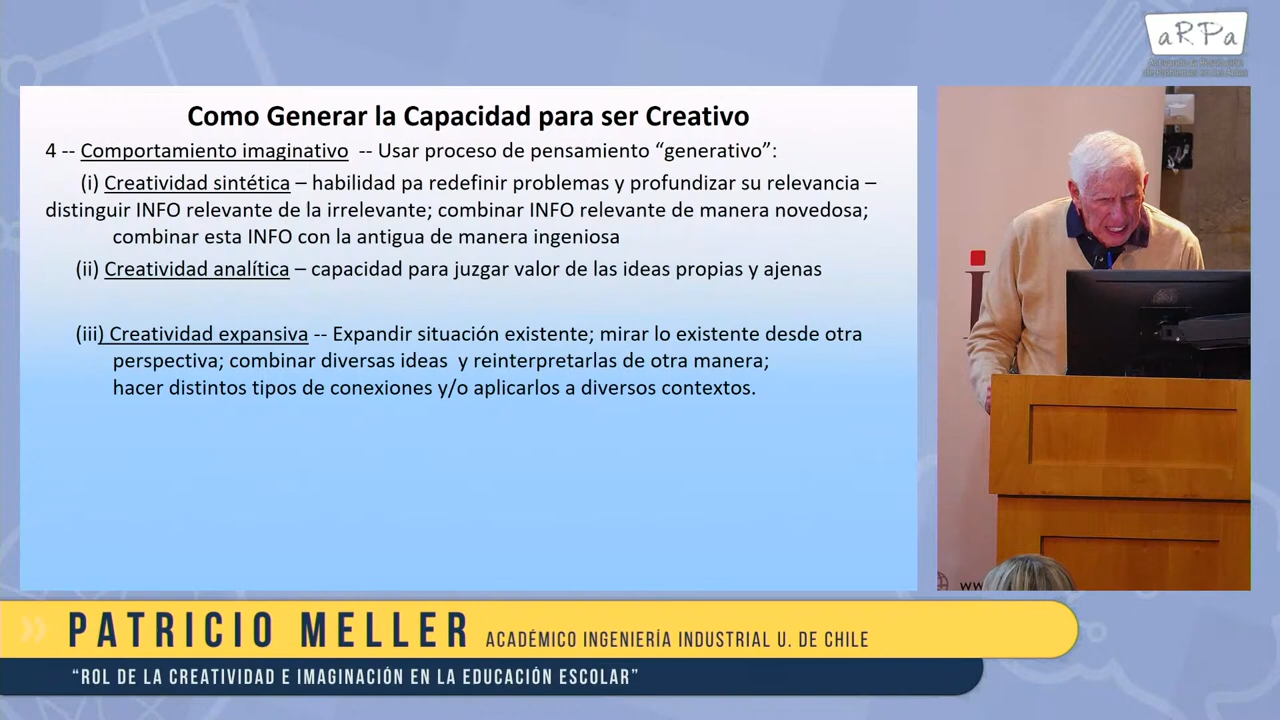 aRPa
Como Generar la Capacidad para ser Creativo
4 -- Comportamiento imaginativo -- Usar proceso de pensamiento “generativo”:
(i) Creatividad sintética – habilidad pa redefinir problemas y profundizar su relevancia –
distinguir INFO relevante de la irrelevante; combinar INFO relevante de manera novedosa;
combinar esta INFO con la antigua de manera ingeniosa
(ii) Creatividad analítica – capacidad para juzgar valor de las ideas propias y ajenas
(iii) Creatividad expansiva -- Expandir situación existente; mirar lo existente desde otra
perspectiva; combinar diversas ideas y reinterpretarlas de otra manera;
hacer distintos tipos de conexiones y/o aplicarlos a diversos contextos.
PATRICIO MELLER ACADÉMICO INGENIERÍA INDUSTRIAL U. DE CHILE
“ROL DE LA CREATIVIDAD E IMAGINACIÓN EN LA EDUCACIÓN ESCOLAR”